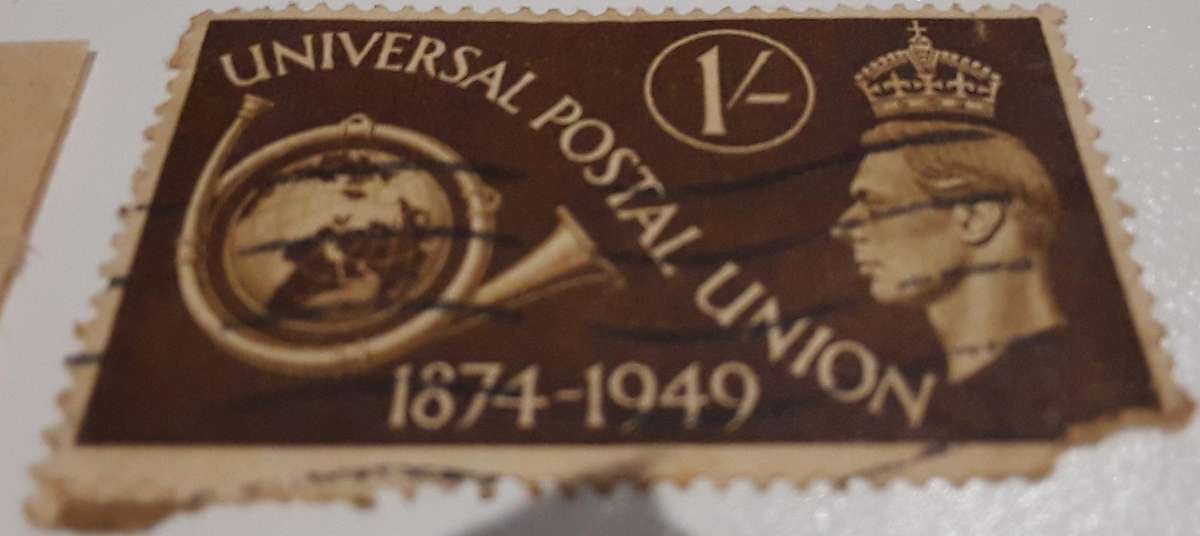 UNIVERSAL POSTAL UNION
1/-
1874-1949